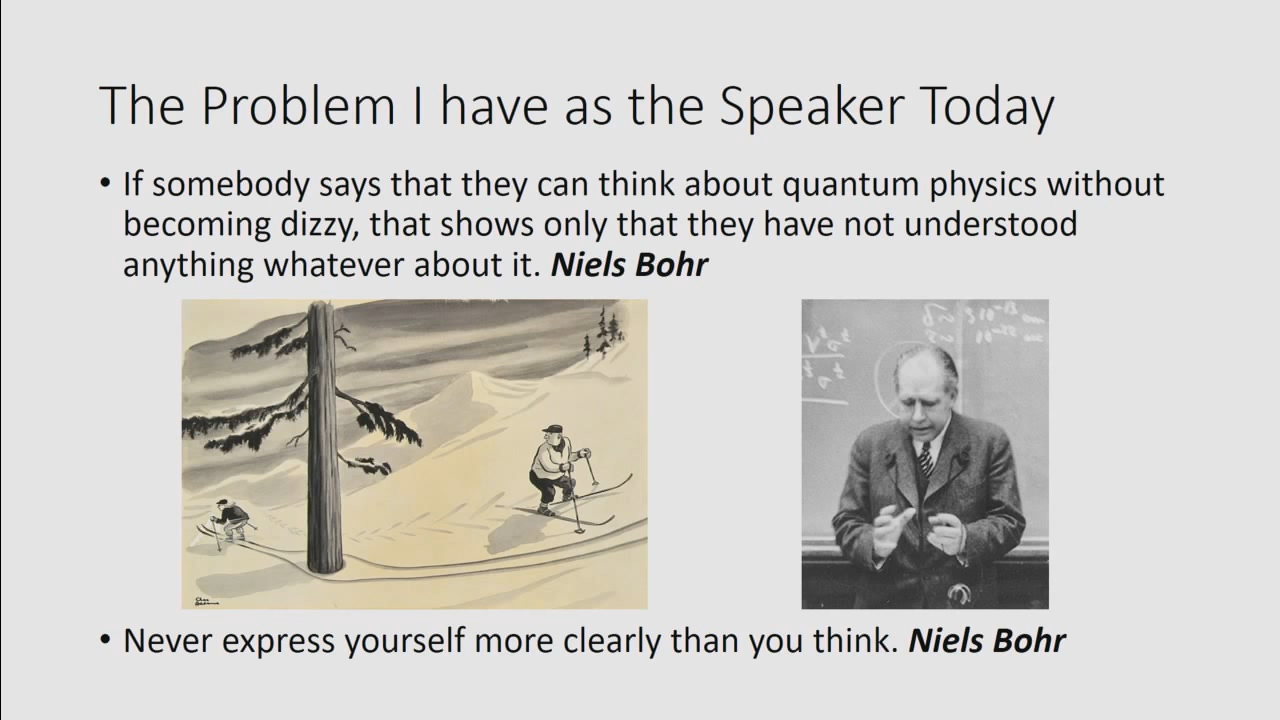 The Problem I have as the Speaker Today
• If somebody says that they can think about quantum physics without
becoming dizzy, that shows only that they have not understood
anything whatever about it. Niels Bohr
• Never express yourself more clearly than you think. Niels Bohr